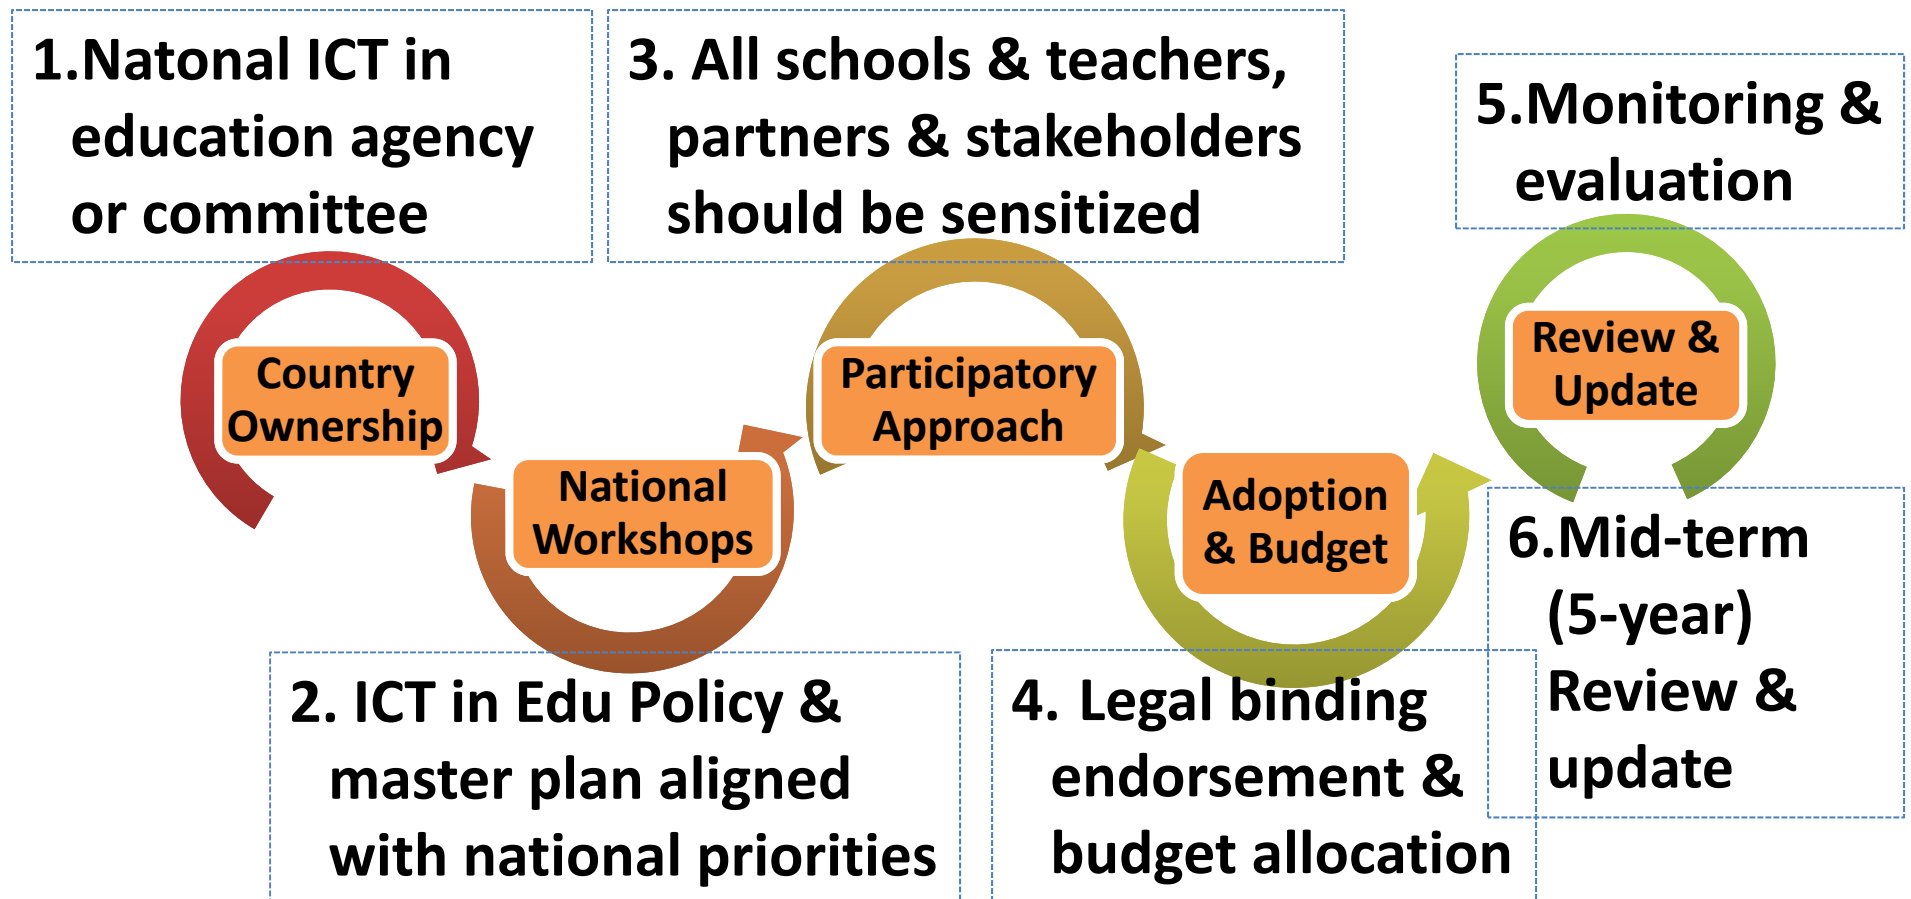 1.Natonal ICT in
education agency
or committee
Country
Ownership
2. ICT in Edu Policy &
master plan aligned
with national priorities
National
Workshops
3. All schools & teachers,
partners & stakeholders
should be sensitized
Participatory
Approach
4. Legal binding
endorsement &
budget allocation
Adoption
& Budget
5.Monitoring &
evaluation
Review &
Update
6.Mid-term
(5-year)
Review &
update